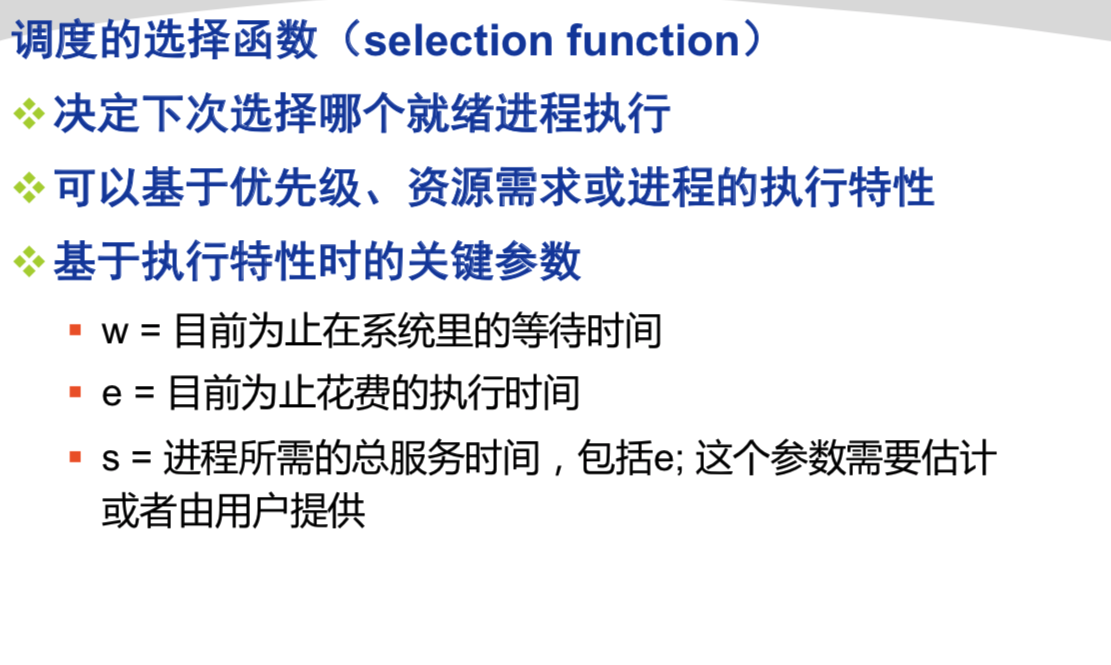 调度的选择函数（selection function）
决定下次选择哪个就绪进程执行
可以基于优先级、资源需求或进程的执行特性
基于执行特性时的关键参数
w = 目前为止在系统里的等待时间
e = 目前为止花费的执行时间
s = 进程所需的总服务时间，包括e; 这个参数需要估计
或者由用户提供